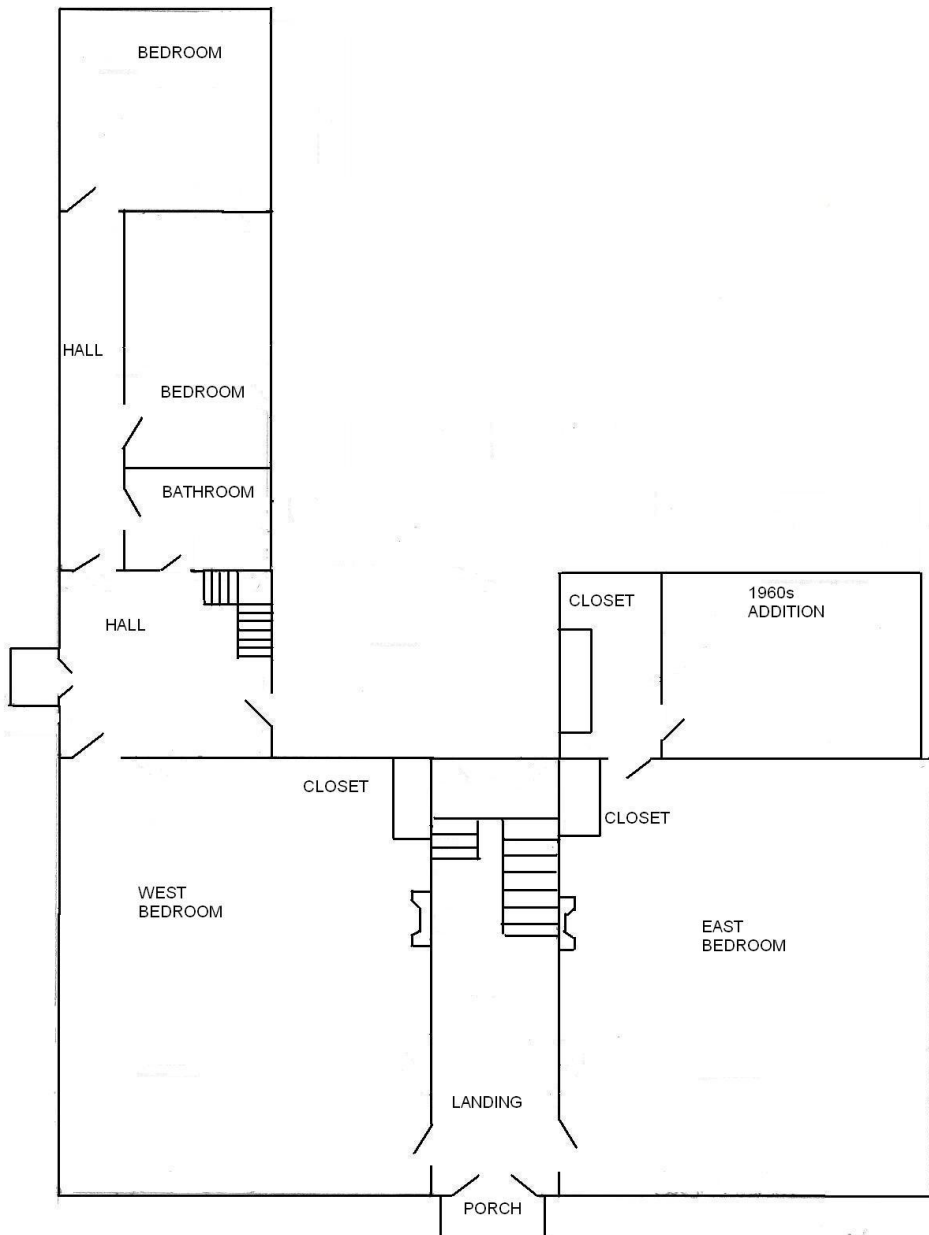 BEDROOM
HALL
BEDROOM
BATHROOM
HALL
CLOSET
1960s
ADDITION
CLOSET
CLOSET
WEST
BEDROOM
EAST
BEDROOM
LANDING
PORCH